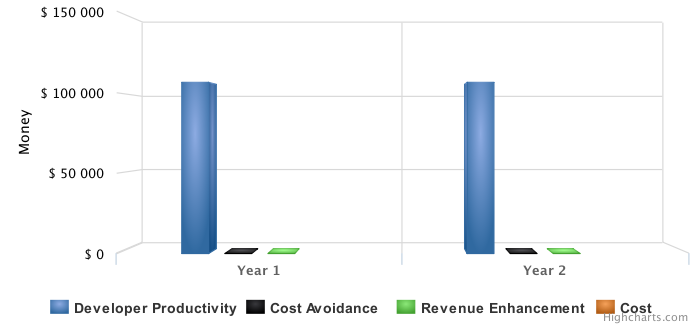 $ 150 000
$ 100 000
$ 50 000
$ 0
Money
Year 1
Year 2
Developer Productivity
Cost Avoidance
Revenue Enhancement
Cost
Highcharts.com